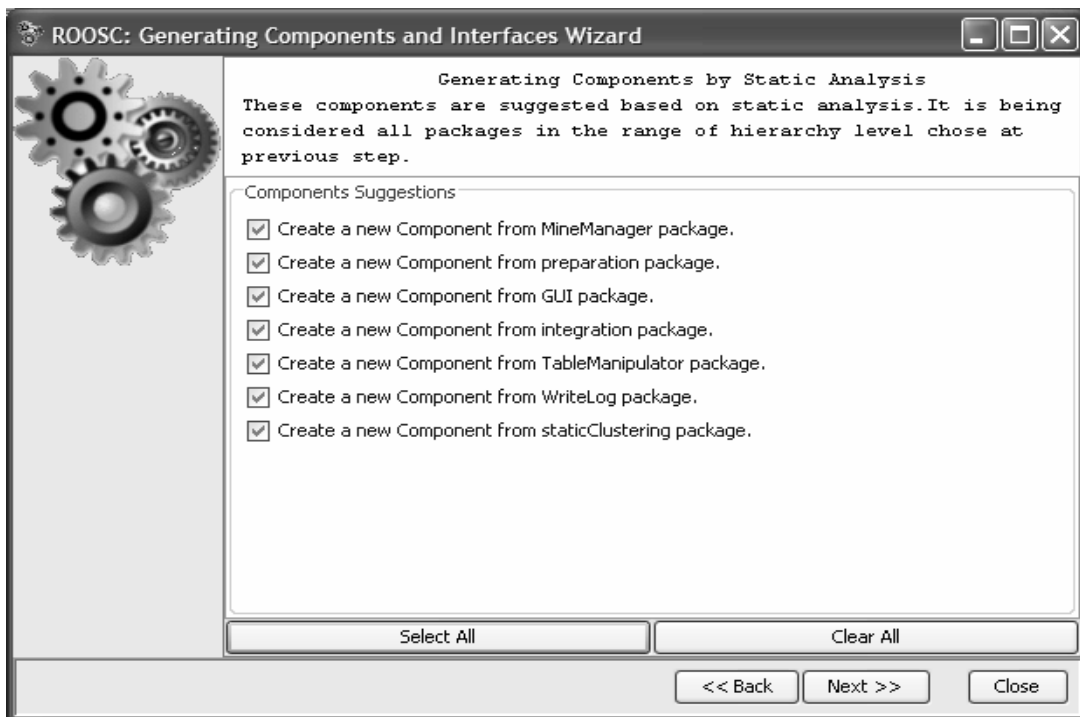 ROOSC: Generating Components and Interfaces Wizard
Generating Components by Static Analysis
These components are suggested based on static analysis.It is being
considered all packages in the range of hierarchy level chose at
previous step.
Components Suggestions
Create a new Component from MineManager package.
Create a new Component from preparation package.
Create a new Component from GUI package.
Create a new Component from integration package.
Create a new Component from TableManipulator package.
Create a new Component from WriteLog package.
Create a new Component from staticClustering package.
Select All
Clear All
<< Back
Next >>
Close